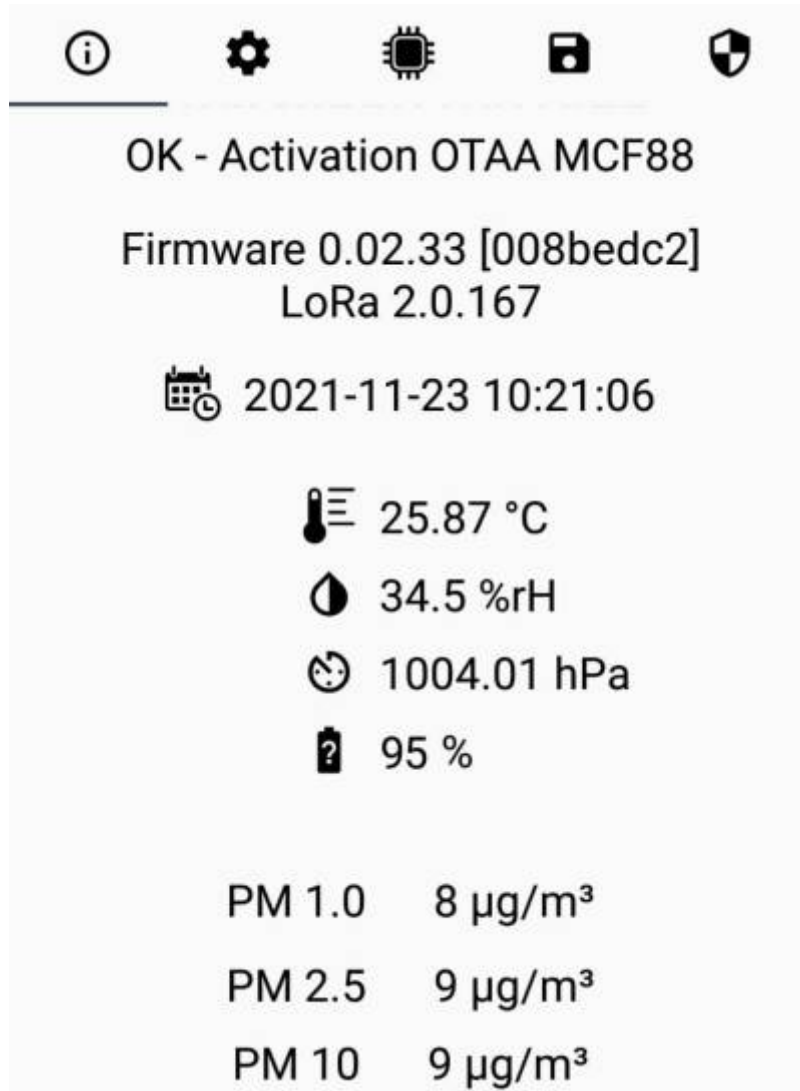 OK - Activation OTAA MCF88
Firmware 0.02.33 [008bedc2]
LoRa 2.0.167
2021-11-23 10:21:06
25.87 °C
34.5 %rH
1004.01 hPa
95 %
PM 1.0 8 µg/m³
PM 2.5 9 µg/m³
PM 10 9 µg/m³